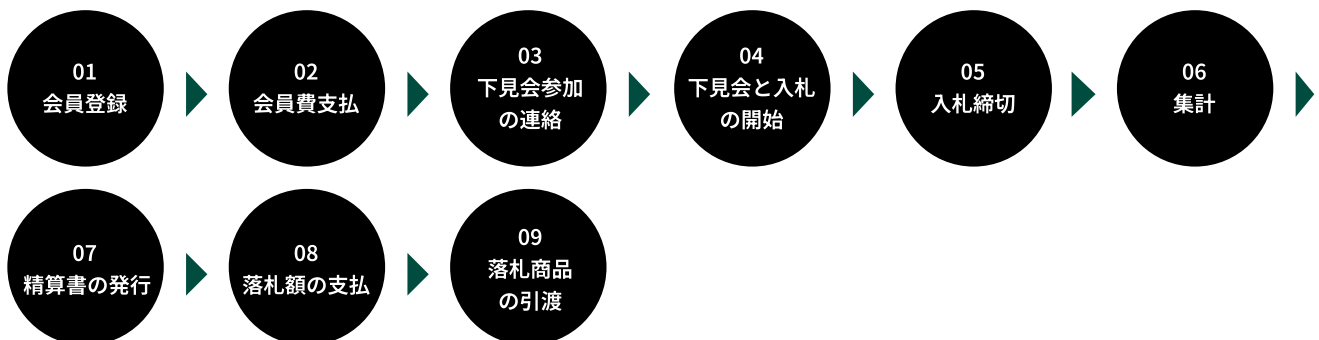 01
会員登録
02
会員費支払
03
下見会参加
の連絡
04
下見会と入札
の開始
05
入札締切
06
集計
07
精算書の発行
08
落札額の支払
09
落札商品
の引渡